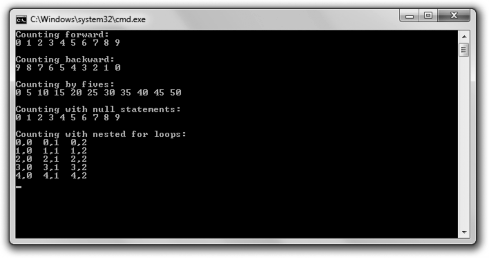 C:\Windows\system32\cmd.exe
Counting forward:
0 1 2 3 4 5 6 7 8 9
Counting backward:
9 8 7 6 5 4 3 2 1 0
Counting by fives:
0 5 10 15 20 25 30 35 40 45 50
Counting with null statements:
0 1 2 3 4 5 6 7 8 9
Counting with nested for loops:
0,0 0,1 0,2
1,0 1,1 1,2
2,0 2,1 2,2
3,0 3,1 3,2
4,0 4,1 4,2